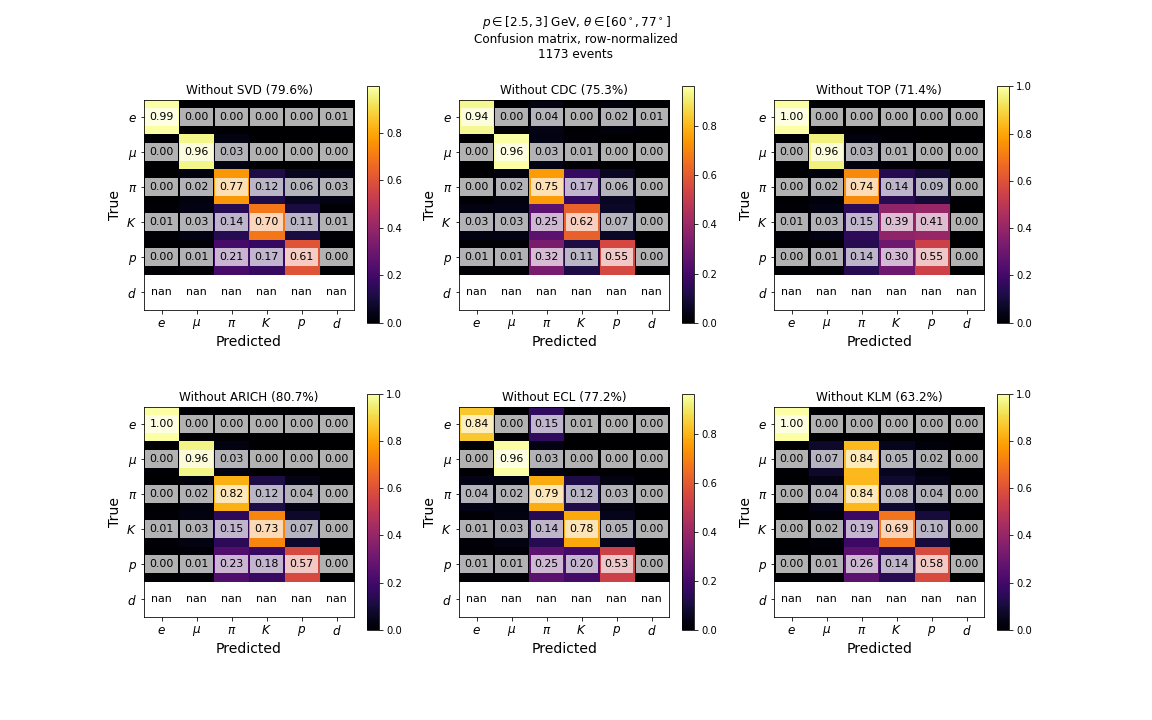 p ∈ [2.5, 3] GeV, θ ∈ [60°, 77°]
Confusion matrix, row-normalized
1173 events
Without SVD (79.6%)
e 0.99 0.00 0.00 0.00 0.00 0.01
μ 0.00 0.96 0.03 0.00 0.00 0.00
π 0.00 0.02 0.77 0.12 0.06 0.03
K 0.01 0.03 0.14 0.70 0.11 0.01
p 0.00 0.01 0.21 0.17 0.61 0.00
d nan nan nan nan nan nan
e μ π K p d
True
Predicted
0.8
0.6
0.4
0.2
0.0
Without CDC (75.3%)
e 0.94 0.00 0.04 0.00 0.02 0.01
μ 0.00 0.96 0.03 0.01 0.00 0.00
π 0.00 0.02 0.75 0.17 0.06 0.00
K 0.03 0.03 0.25 0.62 0.07 0.00
p 0.01 0.01 0.32 0.11 0.55 0.00
d nan nan nan nan nan nan
e μ π K p d
True
Predicted
0.8
0.6
0.4
0.2
0.0
Without TOP (71.4%)
e 1.00 0.00 0.00 0.00 0.00 0.00
μ 0.00 0.96 0.03 0.01 0.00 0.00
π 0.00 0.02 0.74 0.14 0.09 0.00
K 0.01 0.03 0.15 0.39 0.41 0.00
p 0.00 0.01 0.14 0.30 0.55 0.00
d nan nan nan nan nan nan
e μ π K p d
True
Predicted
1.0
0.8
0.6
0.4
0.2
0.0
Without ARICH (80.7%)
e 1.00 0.00 0.00 0.00 0.00 0.00
μ 0.00 0.96 0.03 0.00 0.00 0.00
π 0.00 0.02 0.82 0.12 0.04 0.00
K 0.01 0.03 0.15 0.73 0.07 0.00
p 0.00 0.01 0.23 0.18 0.57 0.00
d nan nan nan nan nan nan
e μ π K p d
True
Predicted
1.0
0.8
0.6
0.4
0.2
0.0
Without ECL (77.2%)
e 0.84 0.00 0.15 0.01 0.00 0.00
μ 0.00 0.96 0.03 0.00 0.00 0.00
π 0.04 0.02 0.79 0.12 0.03 0.00
K 0.01 0.03 0.14 0.78 0.05 0.00
p 0.01 0.01 0.25 0.20 0.53 0.00
d nan nan nan nan nan nan
e μ π K p d
True
Predicted
0.8
0.6
0.4
0.2
0.0
Without KLM (63.2%)
e 1.00 0.00 0.00 0.00 0.00 0.00
μ 0.00 0.07 0.84 0.05 0.02 0.00
π 0.00 0.04 0.84 0.08 0.04 0.00
K 0.00 0.02 0.19 0.69 0.10 0.00
p 0.00 0.01 0.26 0.14 0.58 0.00
d nan nan nan nan nan nan
e μ π K p d
True
Predicted
1.0
0.8
0.6
0.4
0.2
0.0